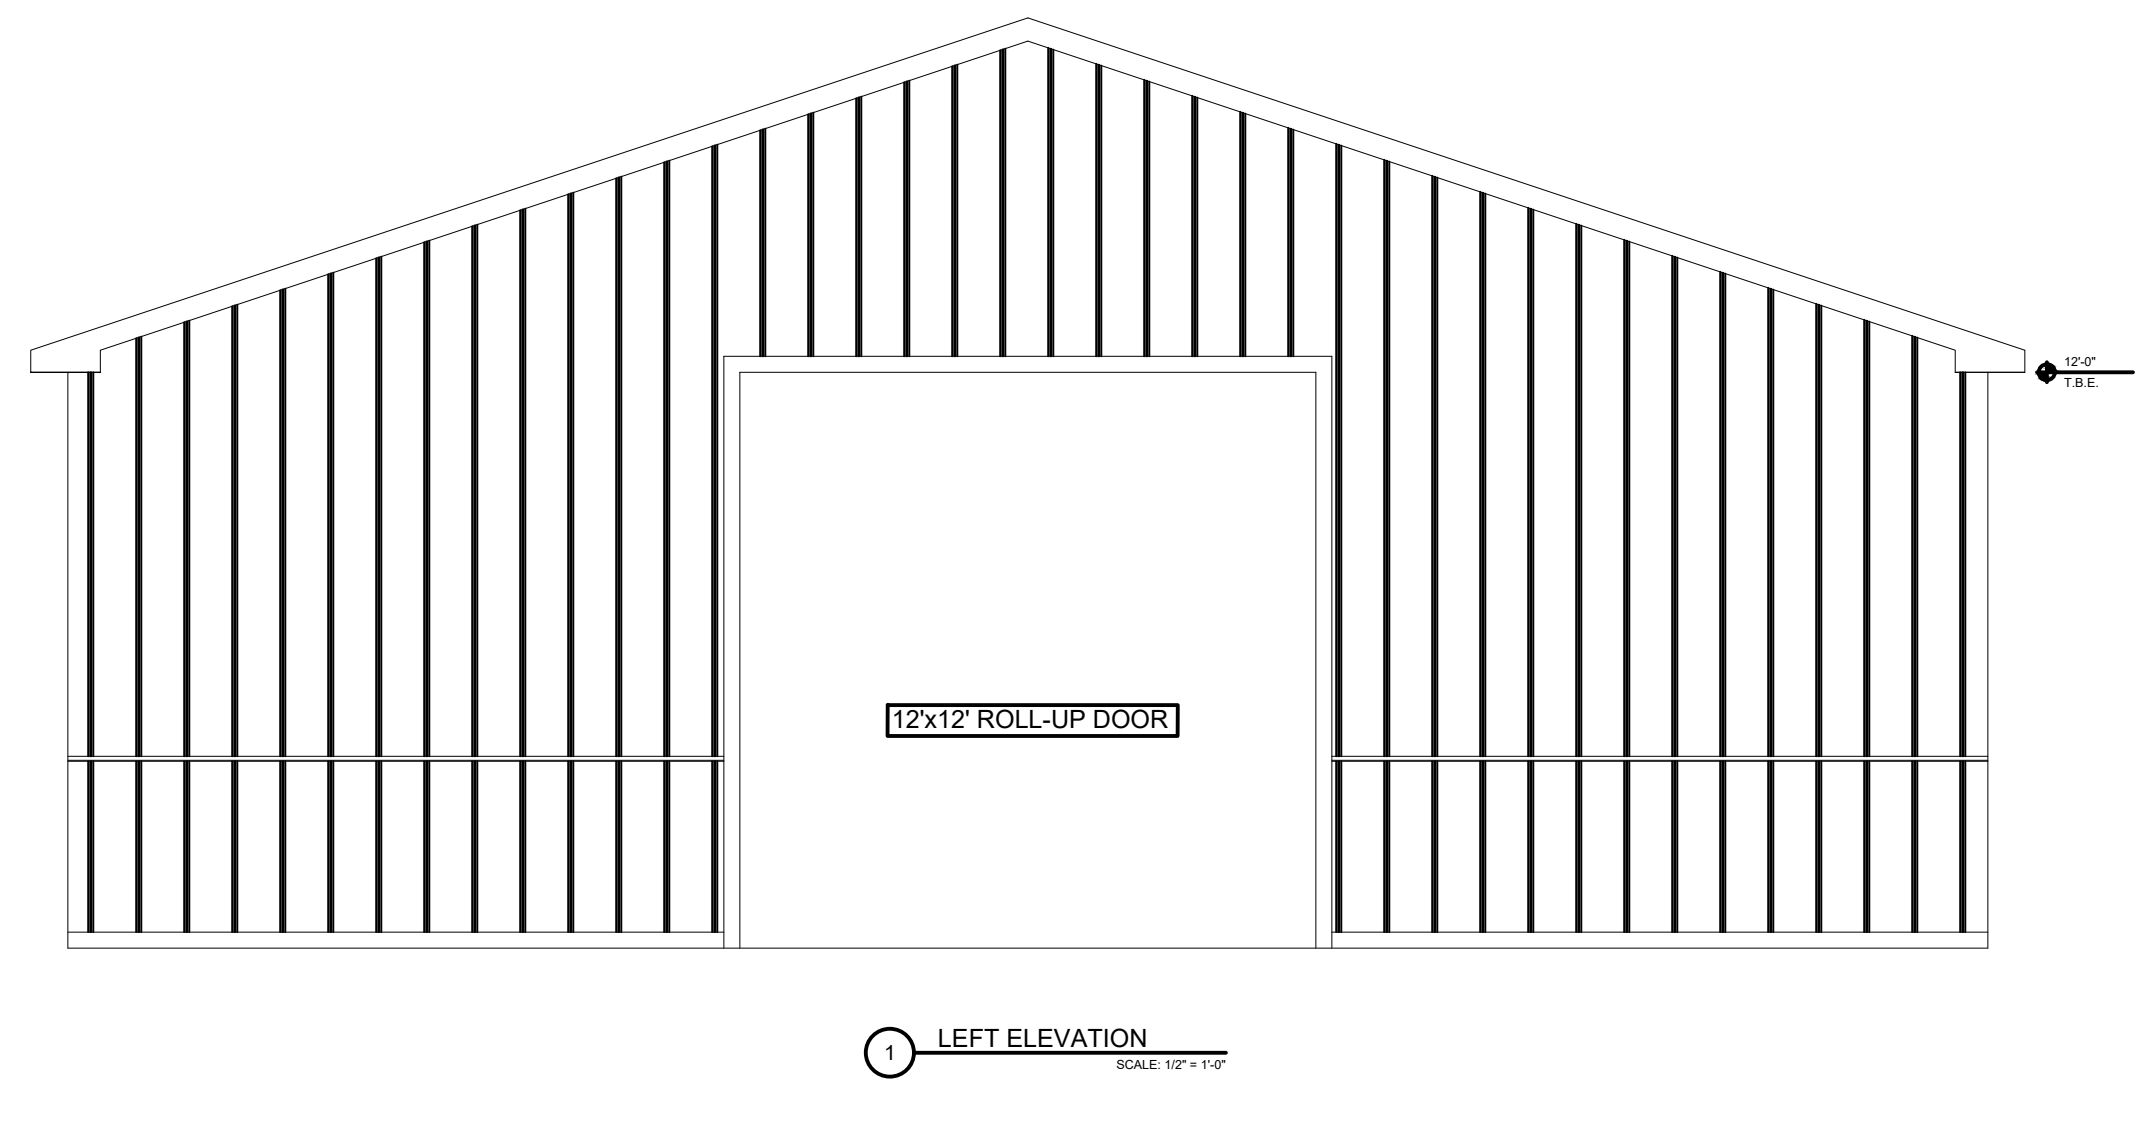 12'-0"
T.B.E.
12'x12' ROLL-UP DOOR
1
LEFT ELEVATION
SCALE: 1/2" = 1'-0"